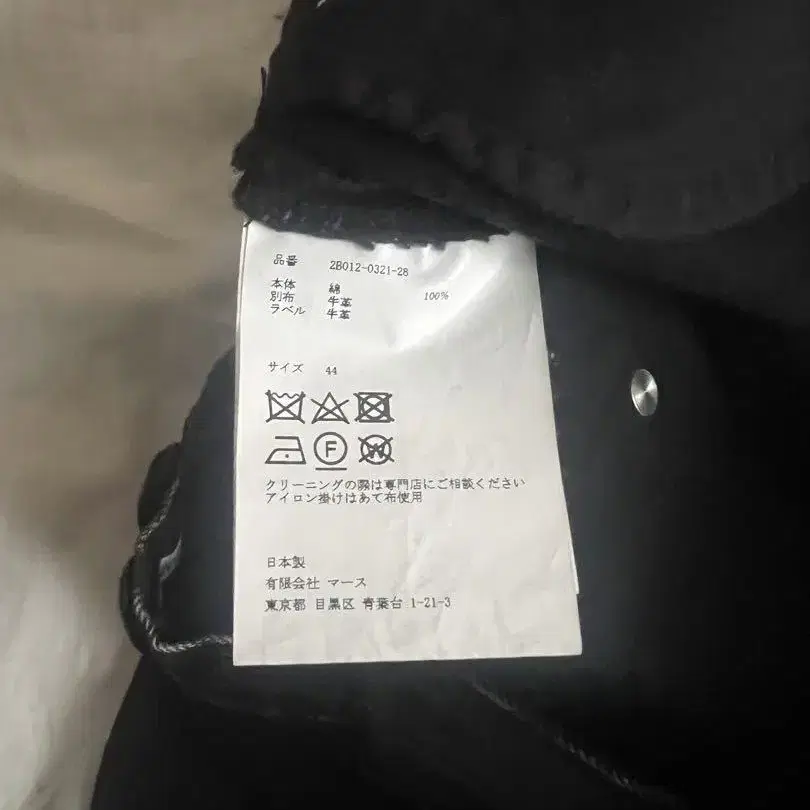 品番 2B012-0321-28
本体 綿 100%
別布 牛革
ラベル 牛革
サイズ 44
F
W
クリーニングの際は専門店にご相談ください
アイロン掛けはあて布使用
日本製
有限会社 マース
東京都 目黒区 青葉台 1-21-3